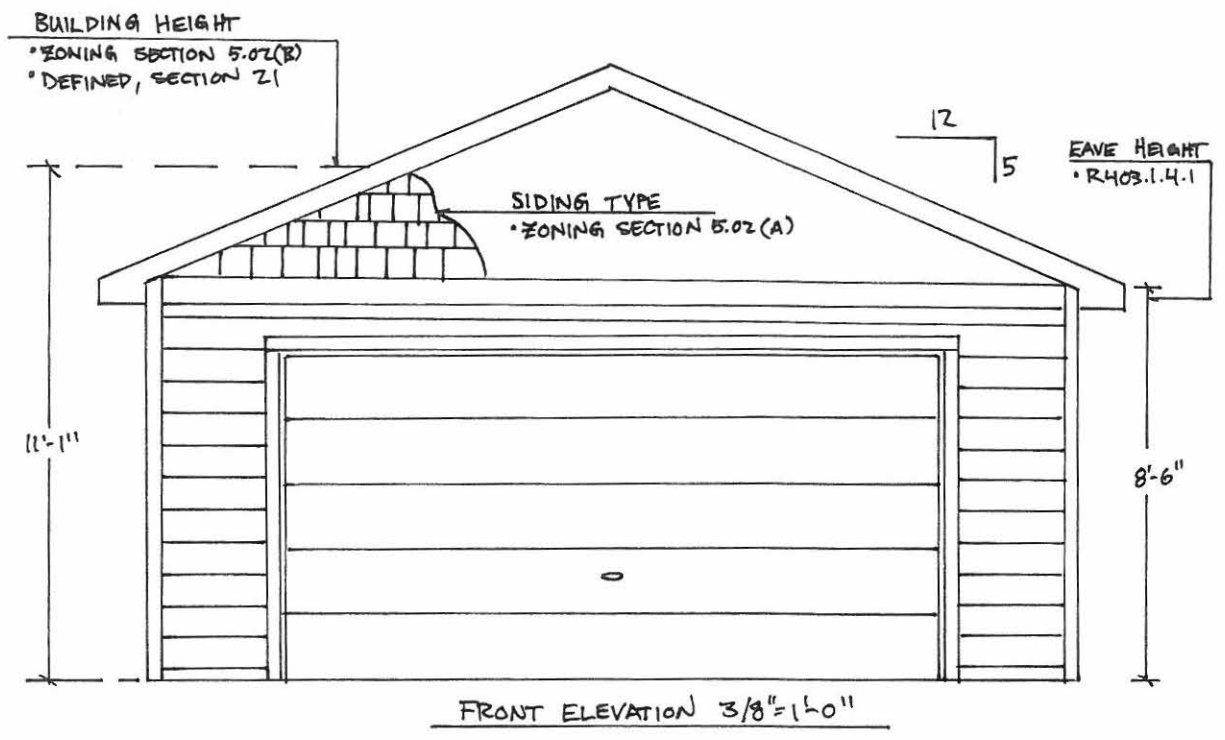 BUILDING HEIGHT
• ZONING SECTION 5.02(B)
• DEFINED, SECTION 21
12
5
EAVE HEIGHT
• R403.1.4.1
SIDING TYPE
• ZONING SECTION 5.02(A)
11'-1"
8'-6"
FRONT ELEVATION 3/8"=1'-0"